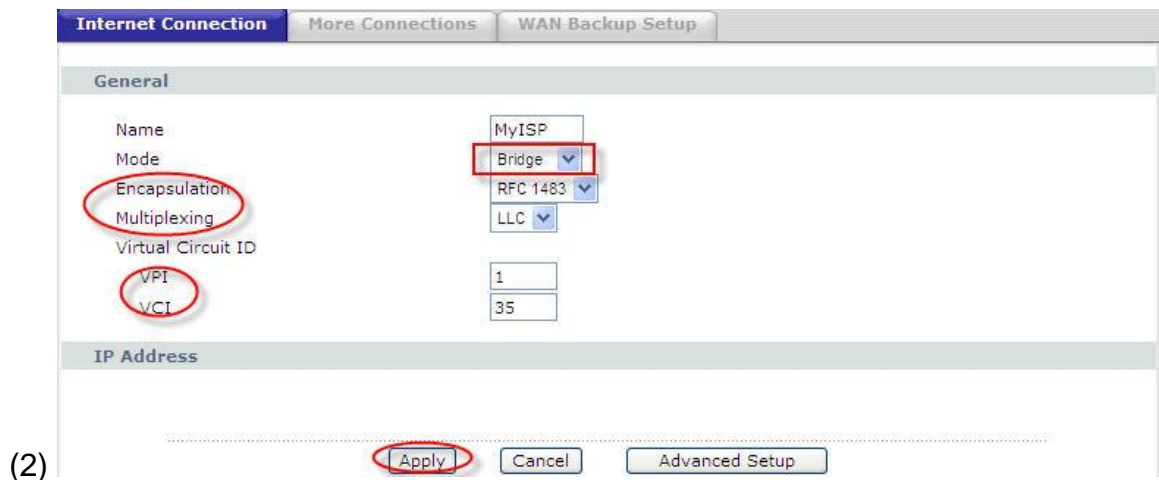 Internet Connection More Connections WAN Backup Setup
General
Name MyISP
Mode Bridge
Encapsulation RFC 1483
Multiplexing LLC
Virtual Circuit ID
VPI 1
VCI 35
IP Address
(2) Apply Cancel Advanced Setup